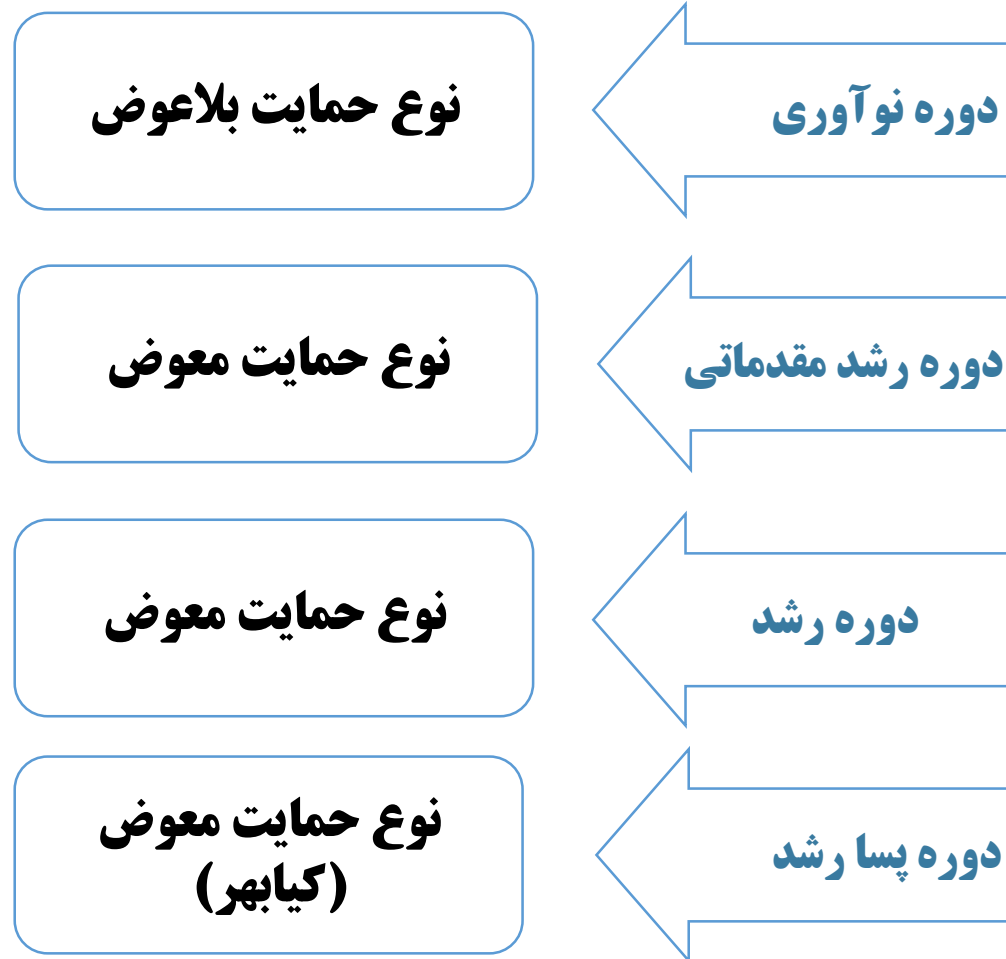 دوره نوآوری
نوع حمایت بلاعوض
دوره رشد مقدماتی
نوع حمایت معوض
دوره رشد
نوع حمایت معوض
دوره پسا رشد
نوع حمایت معوض
(کیابهر)